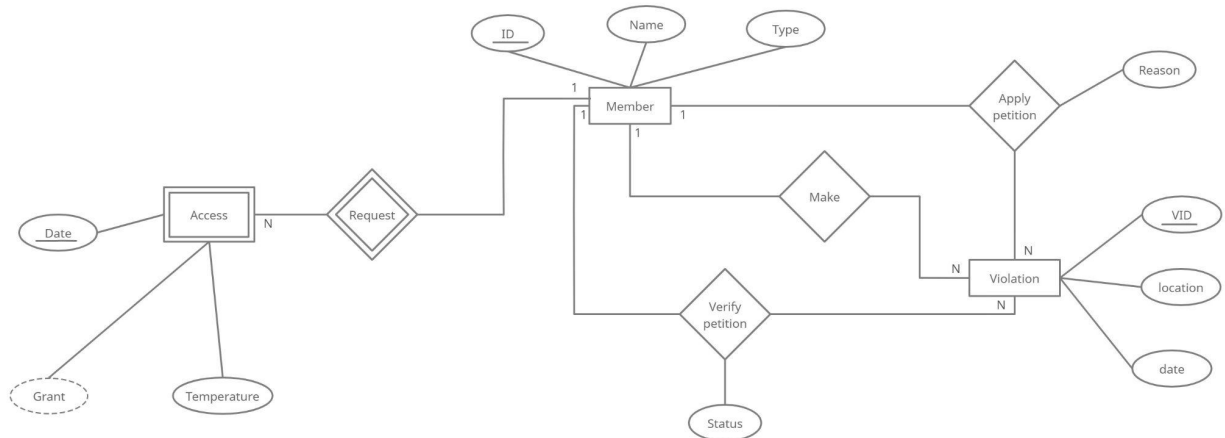 ID
Name
Type
1
1
Member
1
1
Apply
petition
Reason
Date
Access
N
Request
Make
N
N
Violation
N
VID
location
date
Verify
petition
Status
Grant
Temperature